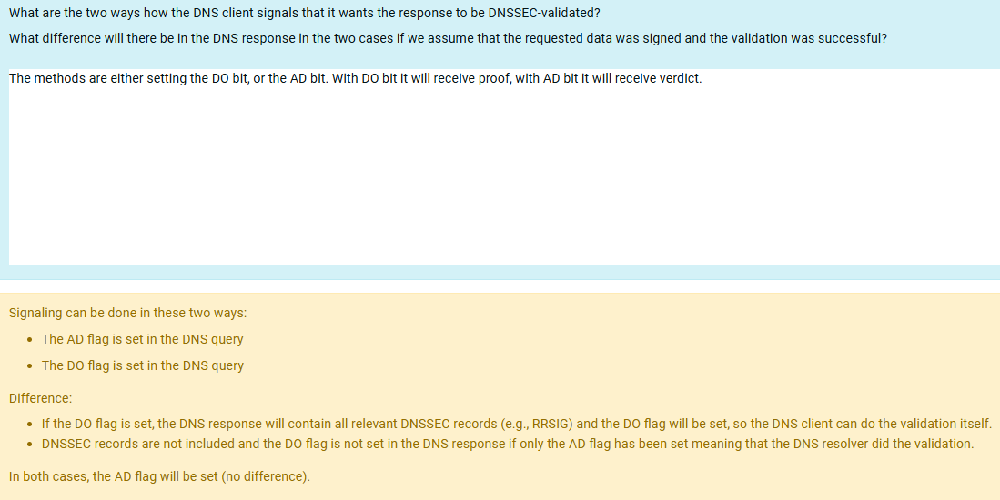 What are the two ways how the DNS client signals that it wants the response to be DNSSEC-validated?
What difference will there be in the DNS response in the two cases if we assume that the requested data was signed and the validation was successful?
The methods are either setting the DO bit, or the AD bit. With DO bit it will receive proof, with AD bit it will receive verdict.
Signaling can be done in these two ways:
• The AD flag is set in the DNS query
• The DO flag is set in the DNS query
Difference:
• If the DO flag is set, the DNS response will contain all relevant DNSSEC records (e.g., RRSIG) and the DO flag will be set, so the DNS client can do the validation itself.
• DNSSEC records are not included and the DO flag is not set in the DNS response if only the AD flag has been set meaning that the DNS resolver did the validation.
In both cases, the AD flag will be set (no difference).